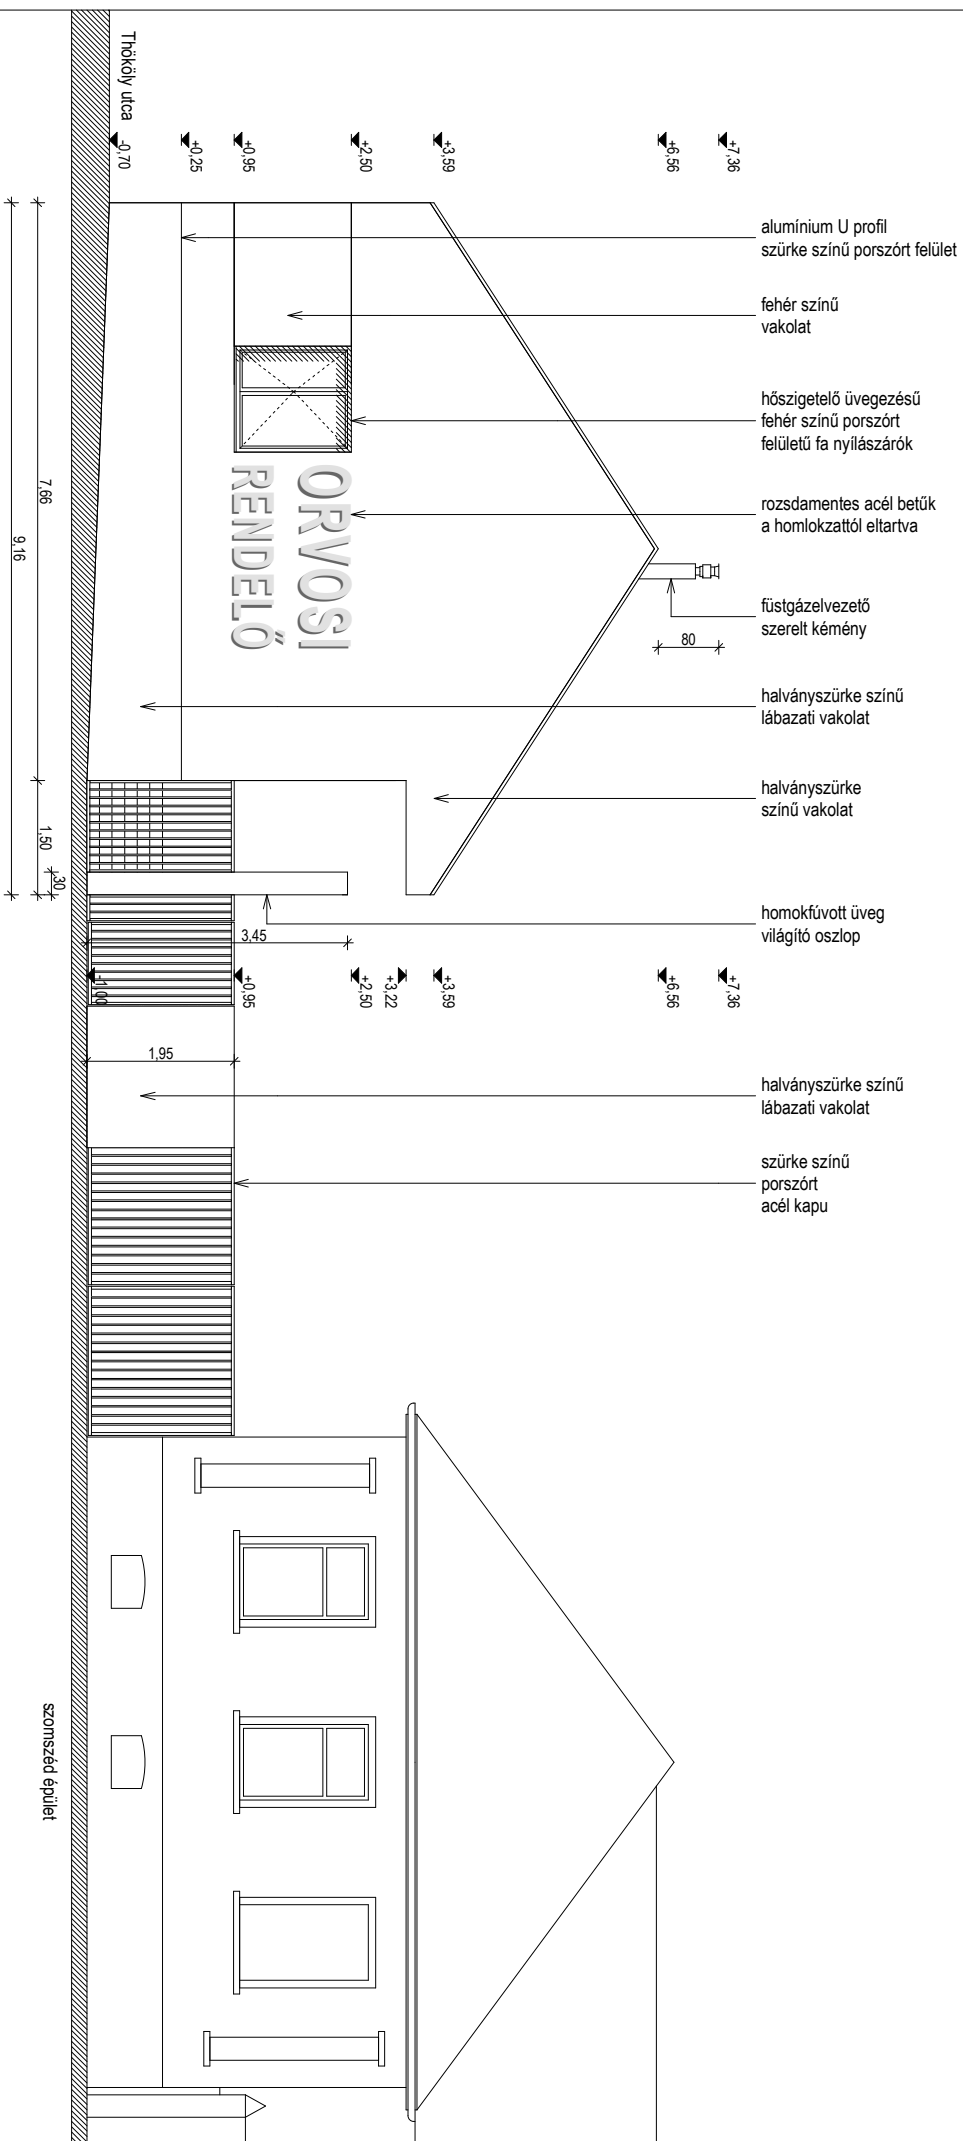 alumínium U profil
szürke színű porszórt felület
fehér színű
vakolat
hőszigetelő üvegezésű
fehér színű porszórt
felületű fa nyílászárók
rozsdamentes acél betűk
a homlokzattól eltartva
füstgázelvezető
szerelt kémény
halványszürke színű
lábazati vakolat
halványszürke
színű vakolat
homokfúvott üveg
világító oszlop
halványszürke színű
lábazati vakolat
szürke színű
porszórt
acél kapu
+7,36
+6,56
+3,59
+2,50
+0,95
+0,25
-0,70
Thököly utca
ORVOSI
RENDELŐ
80
+7,36
+6,56
+3,59
+3,22
+2,50
+0,95
-1,00
3,45
1,95
7,66
1,50
30
9,16
szomszéd épület